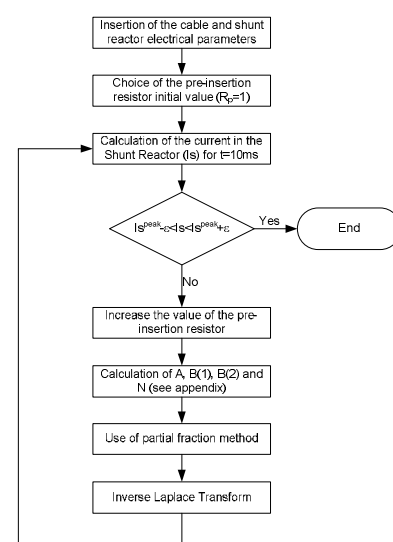 Insertion of the cable and shunt
reactor electrical parameters
Choice of the pre-insertion
resistor initial value (Rp=1)
Calculation of the current in the
Shunt Reactor (Is) for t=10ms
Is^peak-ε<Is<Is^peak+ε
Yes
End
No
Increase the value of the pre-
insertion resistor
Calculation of A, B(1), B(2) and
N (see appendix)
Use of partial fraction method
Inverse Laplace Transform